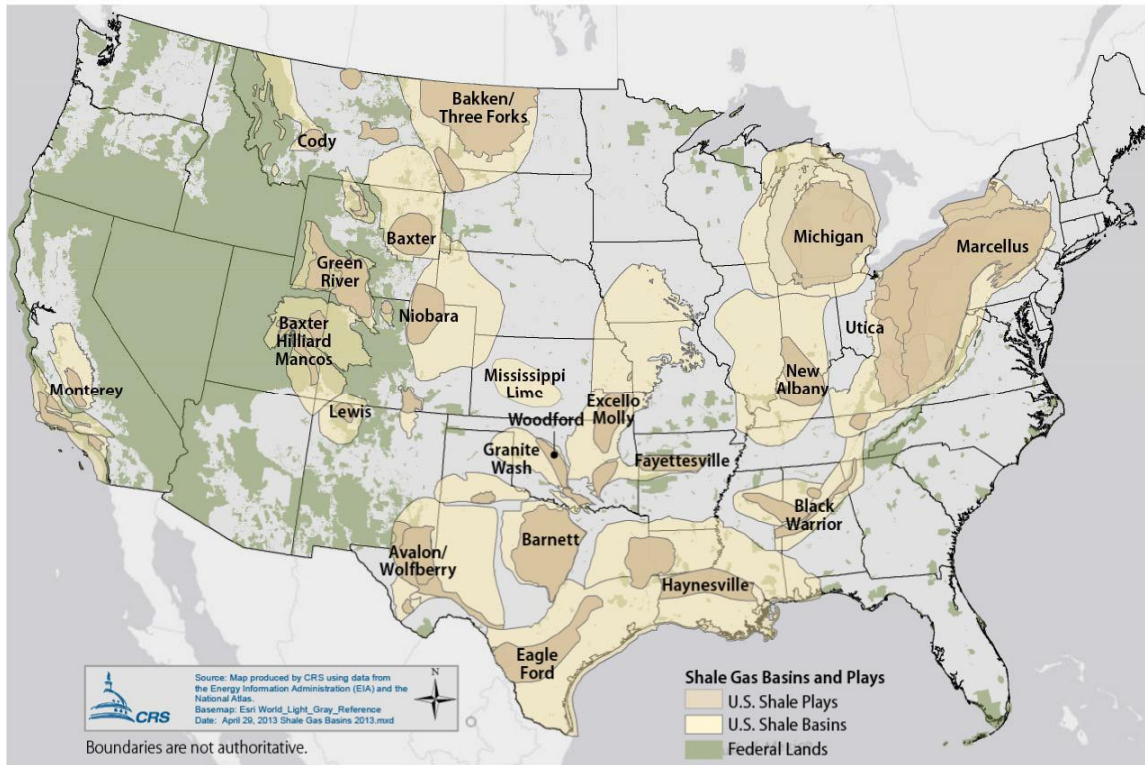 Bakken/
Three Forks
Cody
Baxter
Michigan
Marcellus
Green
River
Niobara
Utica
Baxter
Hilliard
Mancos
New
Albany
Monterey
Mississippi
Lime
Excello
Molly
Lewis
Woodford
Granite
Wash
Fayettesville
Black
Warrior
Barnett
Avalon/
Wolfberry
Haynesville
Eagle
Ford
Shale Gas Basins and Plays
U.S. Shale Plays
U.S. Shale Basins
Federal Lands
CRS
Source: Map produced by CRS using data from
the Energy Information Administration (EIA) and the
National Atlas.
Basemap: Esri World_Light_Gray_Reference
Date: April 29, 2013 Shale Gas Basins 2013.mxd
N
Boundaries are not authoritative.